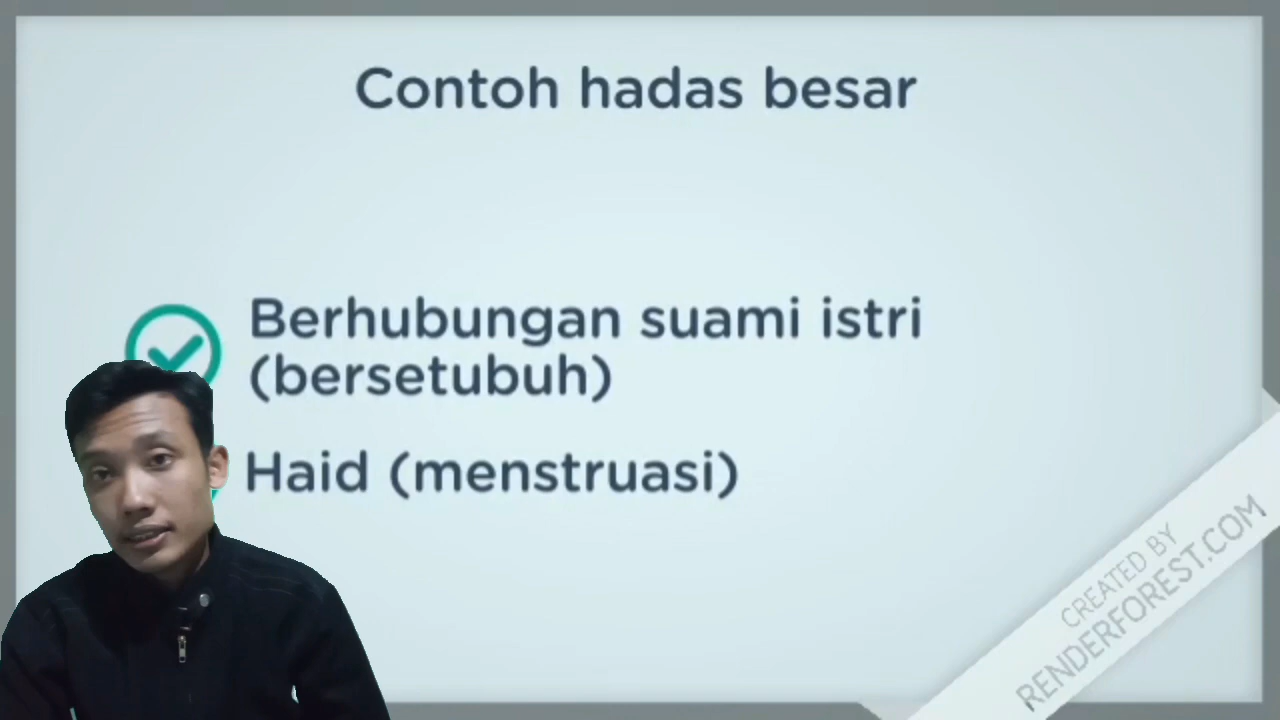 Contoh hadas besar
Berhubungan suami istri
(bersetubuh)
Haid (menstruasi)
CREATED BY
RENDERFOREST.COM